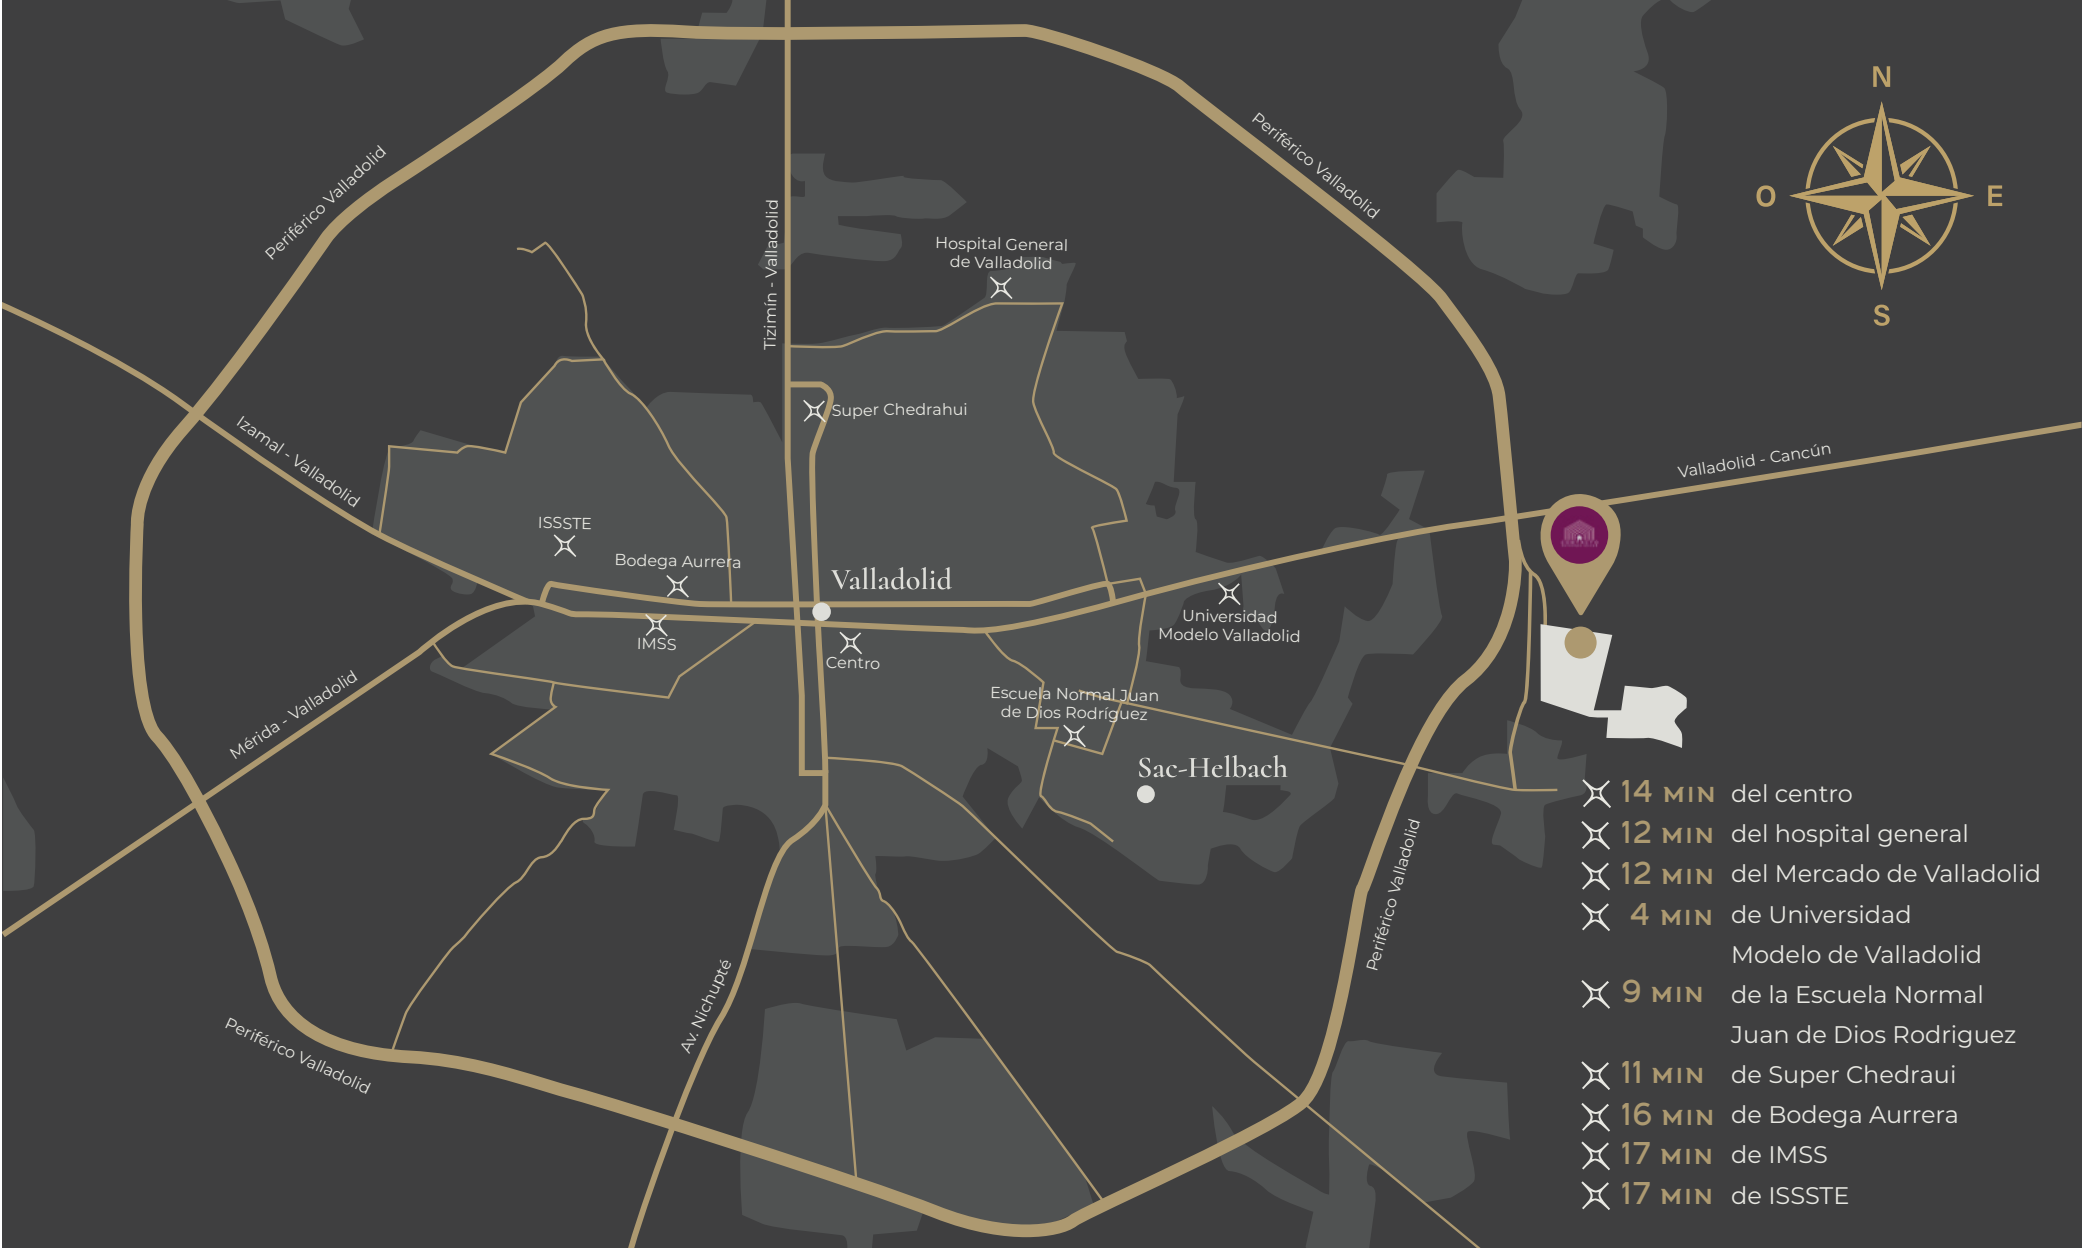 N
O
E
S
Periférico Valladolid
Periférico Valladolid
Tizimín - Valladolid
Hospital General
de Valladolid
Super Chedrahui
Izamal - Valladolid
Valladolid - Cancún
ISSSTE
Bodega Aurrera
Valladolid
IMSS
Centro
Universidad
Modelo Valladolid
Escuela Normal Juan
de Dios Rodríguez
Mérida - Valladolid
Sac-Helbach
Periférico Valladolid
Av. Nichupté
Periférico Valladolid
14 MIN del centro
12 MIN del hospital general
12 MIN del Mercado de Valladolid
4 MIN de Universidad
Modelo de Valladolid
9 MIN de la Escuela Normal
Juan de Dios Rodriguez
11 MIN de Super Chedraui
16 MIN de Bodega Aurrera
17 MIN de IMSS
17 MIN de ISSSTE